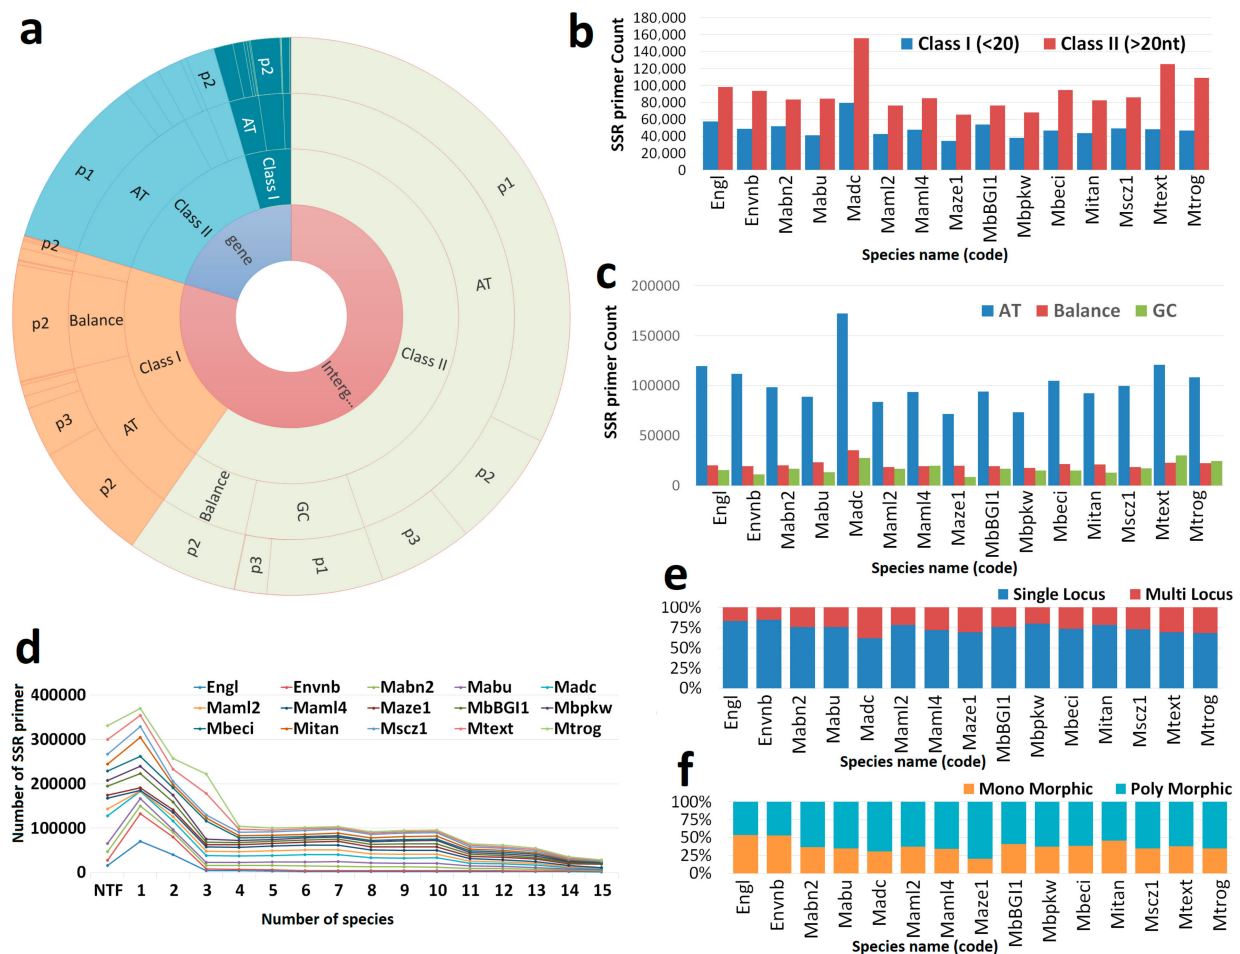 a
p2
p2
AT
Class I
p1
AT
Class II
gene
p1
AT
Class II
Interg...
p2
p3
GC
p1
p3
Balance
p2
p2
Balance
p2
Class I
AT
p3
p2
b
SSR primer Count
180,000
160,000
140,000
120,000
100,000
80,000
60,000
40,000
20,000
0
Class I (<20) Class II (>20nt)
Engl Envnb Mabn2 Mabu Madc Maml2 Maml4 Maze1 MbBGI1 Mbpkw Mbeci Mitan Mscz1 Mtext Mtrog
Species name (code)
c
SSR primer Count
200000
150000
100000
50000
0
AT Balance GC
Engl Envnb Mabn2 Mabu Madc Maml2 Maml4 Maze1 MbBGI1 Mbpkw Mbeci Mitan Mscz1 Mtext Mtrog
Species name (code)
d
Number of SSR primer
400000
300000
200000
100000
0
Engl Envnb Mabn2 Mabu Madc
Maml2 Maml4 Maze1 MbBGI1 Mbpkw
Mbeci Mitan Mscz1 Mtext Mtrog
NTF 1 2 3 4 5 6 7 8 9 10 11 12 13 14 15
Number of species
e
Single Locus Multi Locus
100%
75%
50%
25%
0%
Engl Envnb Mabn2 Mabu Madc Maml2 Maml4 Maze1 MbBGI1 Mbpkw Mbeci Mitan Mscz1 Mtext Mtrog
Species name (code)
f
Mono Morphic Poly Morphic
100%
75%
50%
25%
0%
Engl Envnb Mabn2 Mabu Madc Maml2 Maml4 Maze1 MbBGI1 Mbpkw Mbeci Mitan Mscz1 Mtext Mtrog
Species name (code)